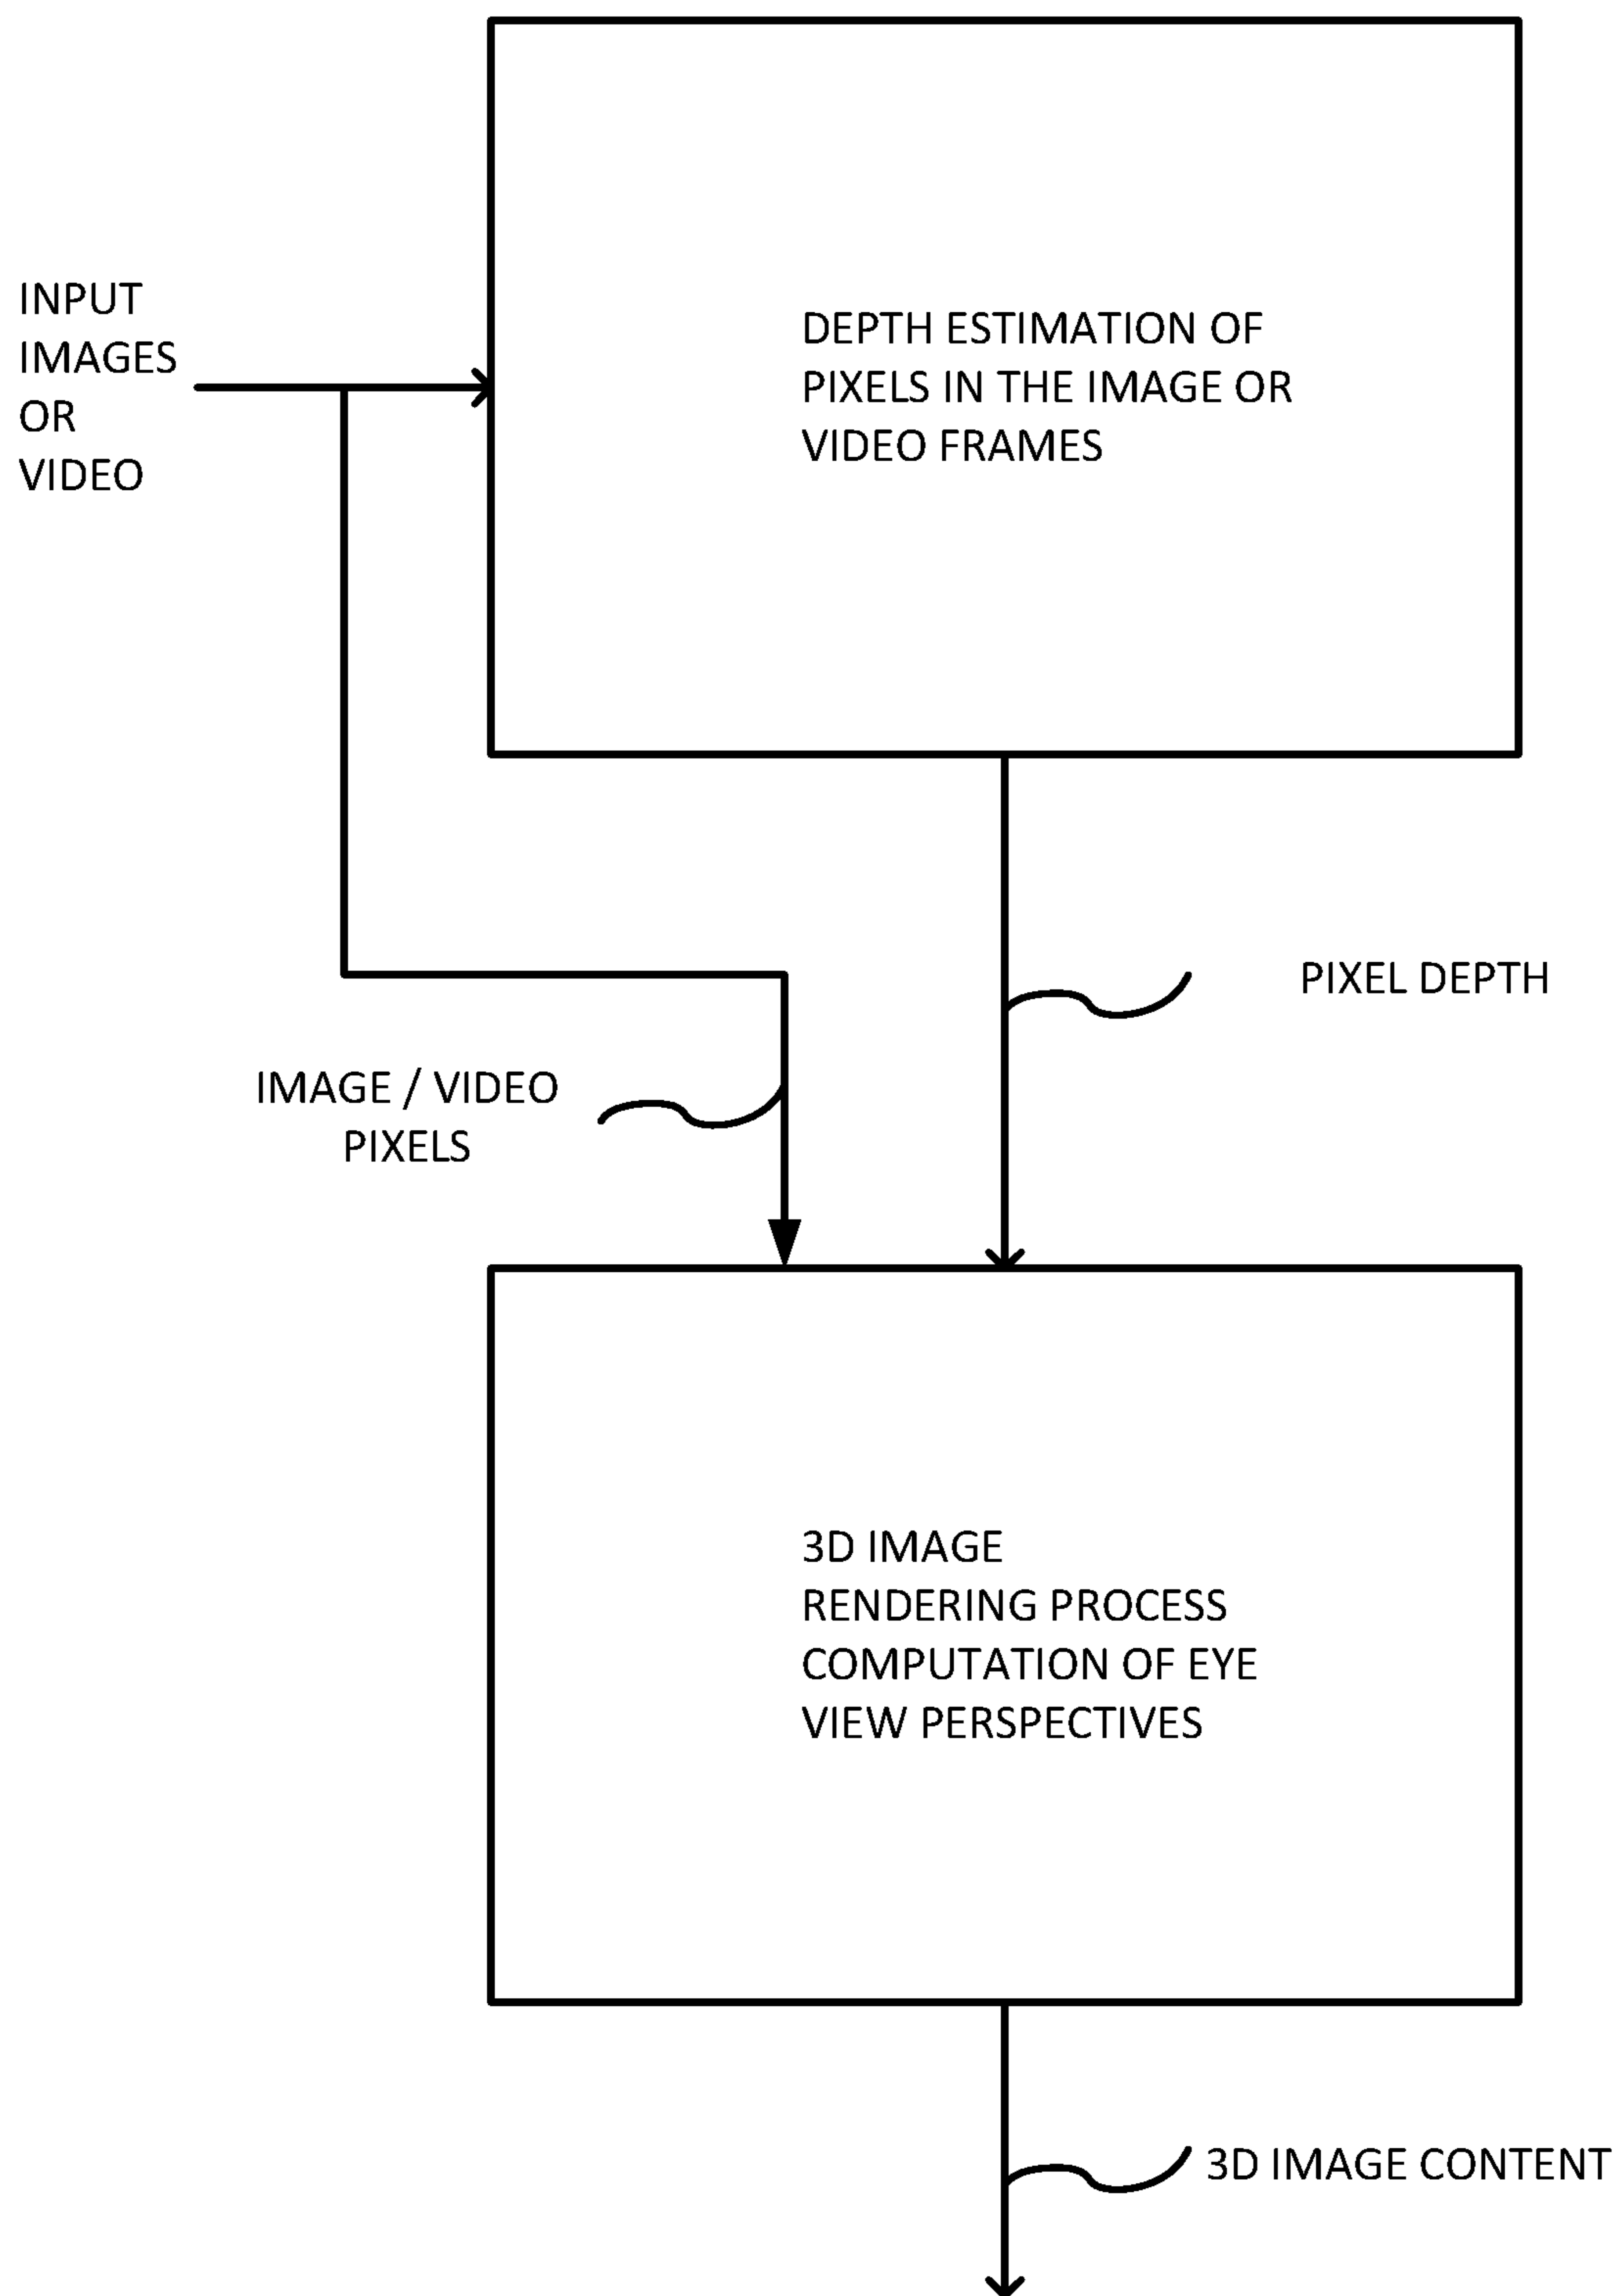 INPUT
IMAGES
OR
VIDEO
DEPTH ESTIMATION OF
PIXELS IN THE IMAGE OR
VIDEO FRAMES
PIXEL DEPTH
IMAGE / VIDEO
PIXELS
3D IMAGE
RENDERING PROCESS
COMPUTATION OF EYE
VIEW PERSPECTIVES
3D IMAGE CONTENT